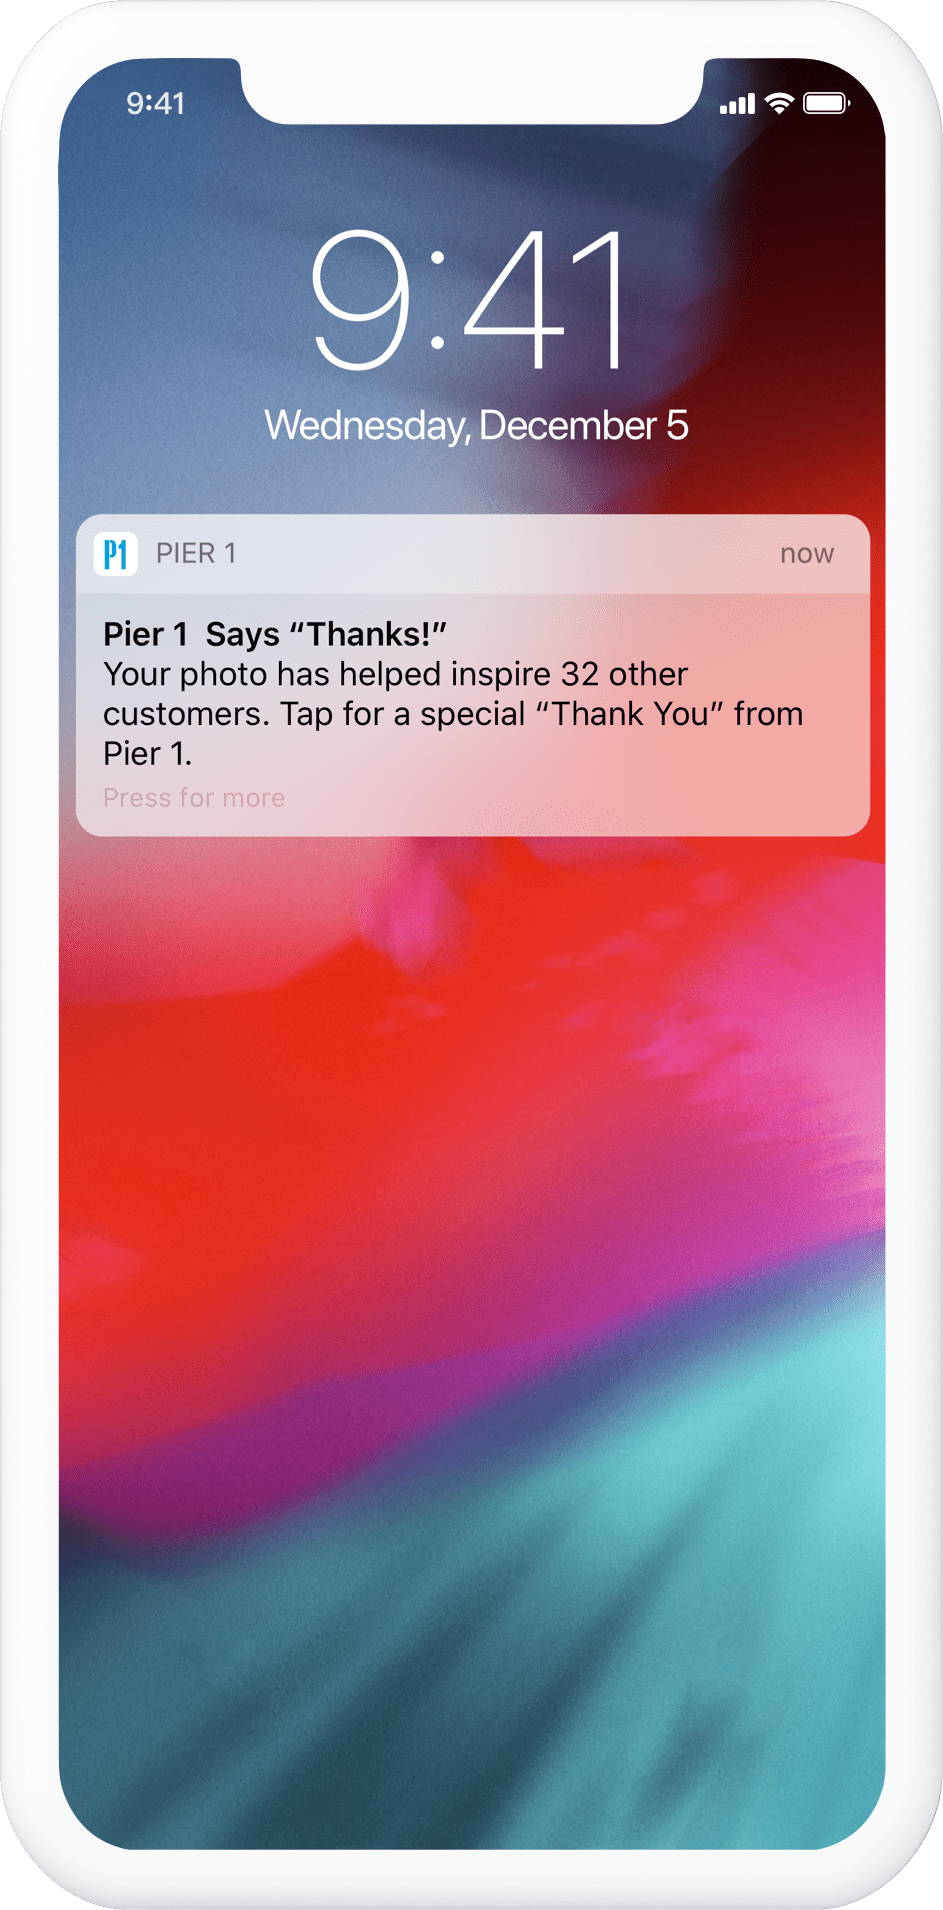 9:41
9:41
Wednesday, December 5
P1 PIER 1 now
Pier 1  Says “Thanks!”
Your photo has helped inspire 32 other
customers. Tap for a special “Thank You” from
Pier 1.
Press for more